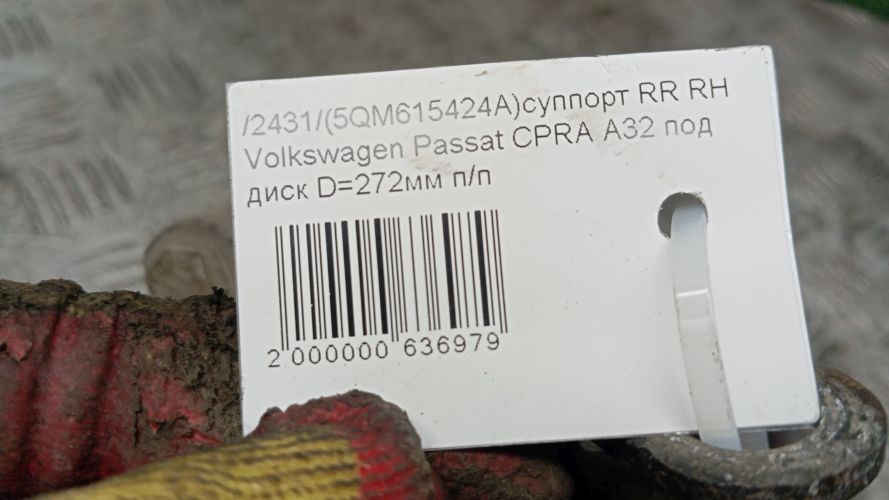 /2431/(5QM615424A)суппорт RR RH
Volkswagen Passat CPRA A32 под
диск D=272мм п/п
2 000000 636979